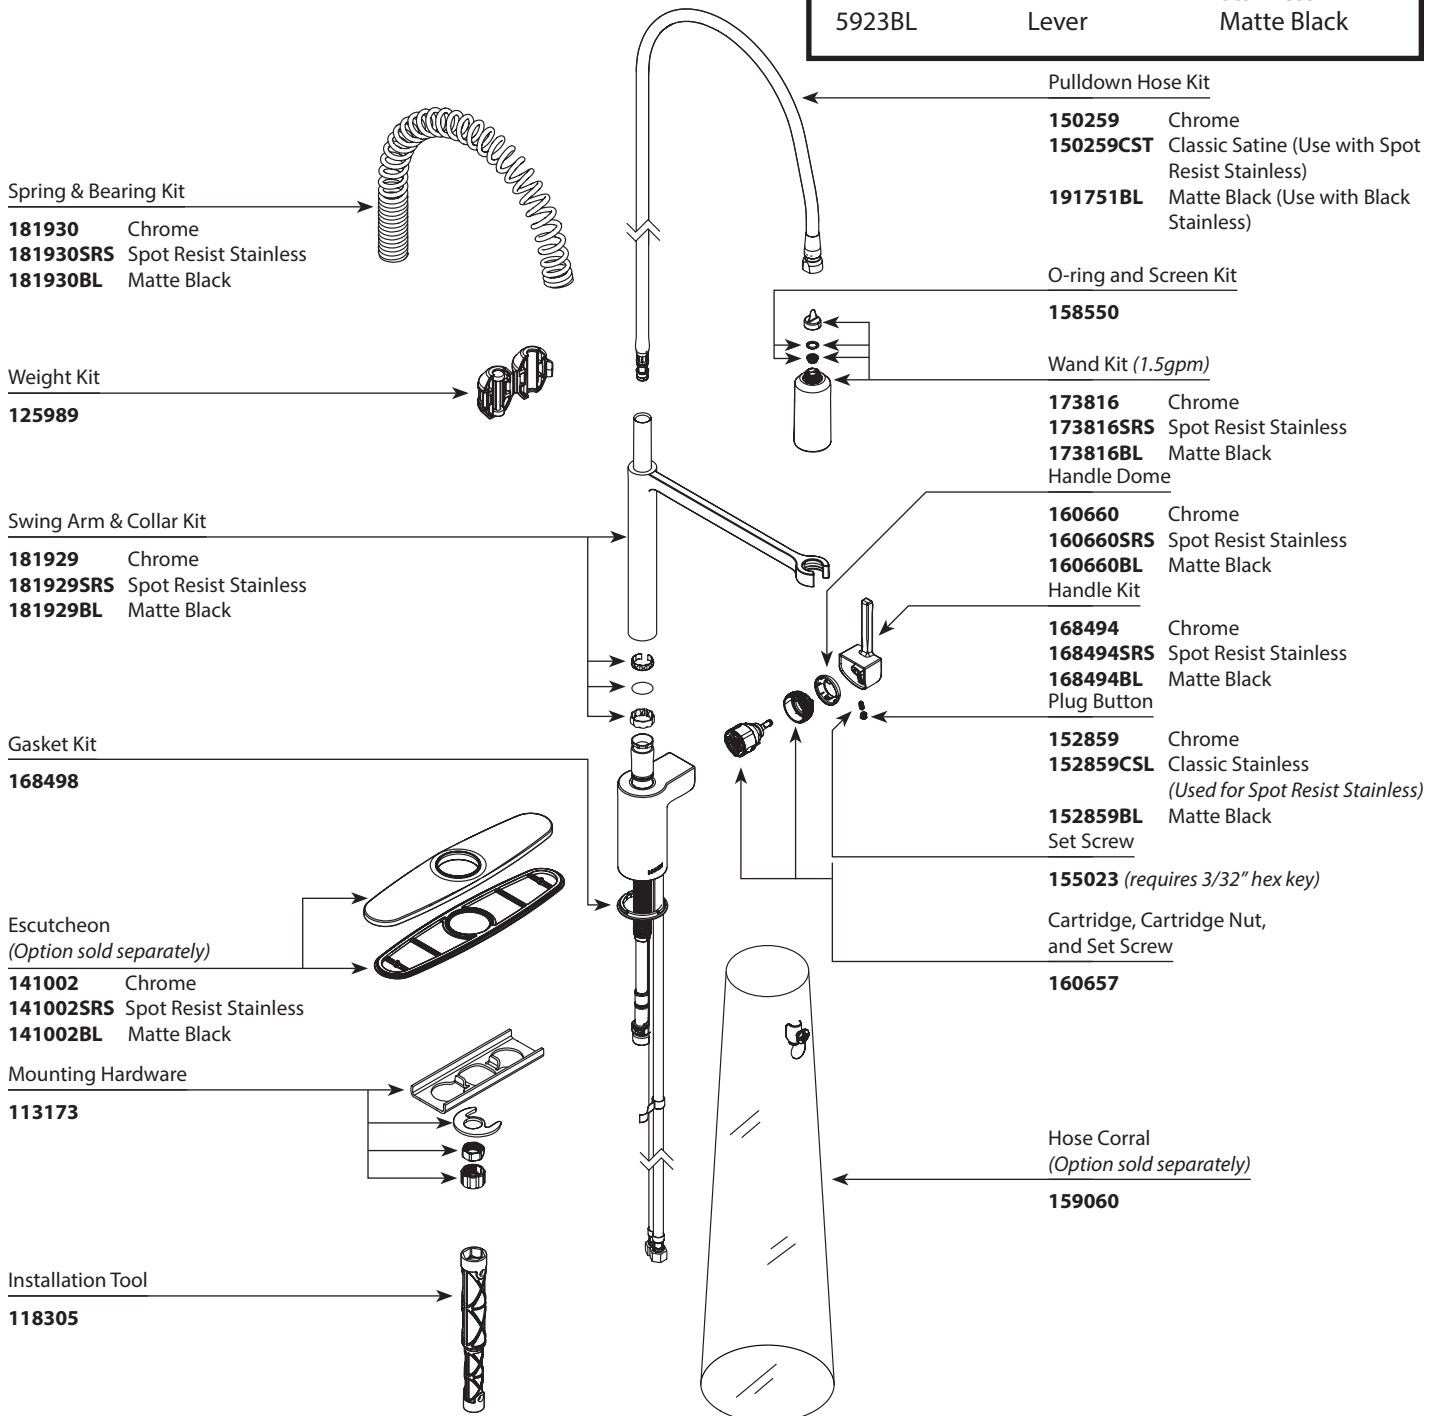 5923BL Lever Matte Black
Pulldown Hose Kit
150259 Chrome
150259CST Classic Satine (Use with Spot
Resist Stainless)
191751BL Matte Black (Use with Black
Stainless)
Spring & Bearing Kit
181930 Chrome
181930SRS Spot Resist Stainless
181930BL Matte Black
O-ring and Screen Kit
158550
Weight Kit
125989
Wand Kit (1.5gpm)
173816 Chrome
173816SRS Spot Resist Stainless
173816BL Matte Black
Handle Dome
160660 Chrome
160660SRS Spot Resist Stainless
160660BL Matte Black
Swing Arm & Collar Kit
181929 Chrome
181929SRS Spot Resist Stainless
181929BL Matte Black
Handle Kit
168494 Chrome
168494SRS Spot Resist Stainless
168494BL Matte Black
Plug Button
152859 Chrome
152859CSL Classic Stainless
(Used for Spot Resist Stainless)
152859BL Matte Black
Gasket Kit
168498
Set Screw
155023 (requires 3/32" hex key)
Cartridge, Cartridge Nut,
and Set Screw
160657
Escutcheon
(Option sold separately)
141002 Chrome
141002SRS Spot Resist Stainless
141002BL Matte Black
Mounting Hardware
113173
Hose Corral
(Option sold separately)
159060
Installation Tool
118305